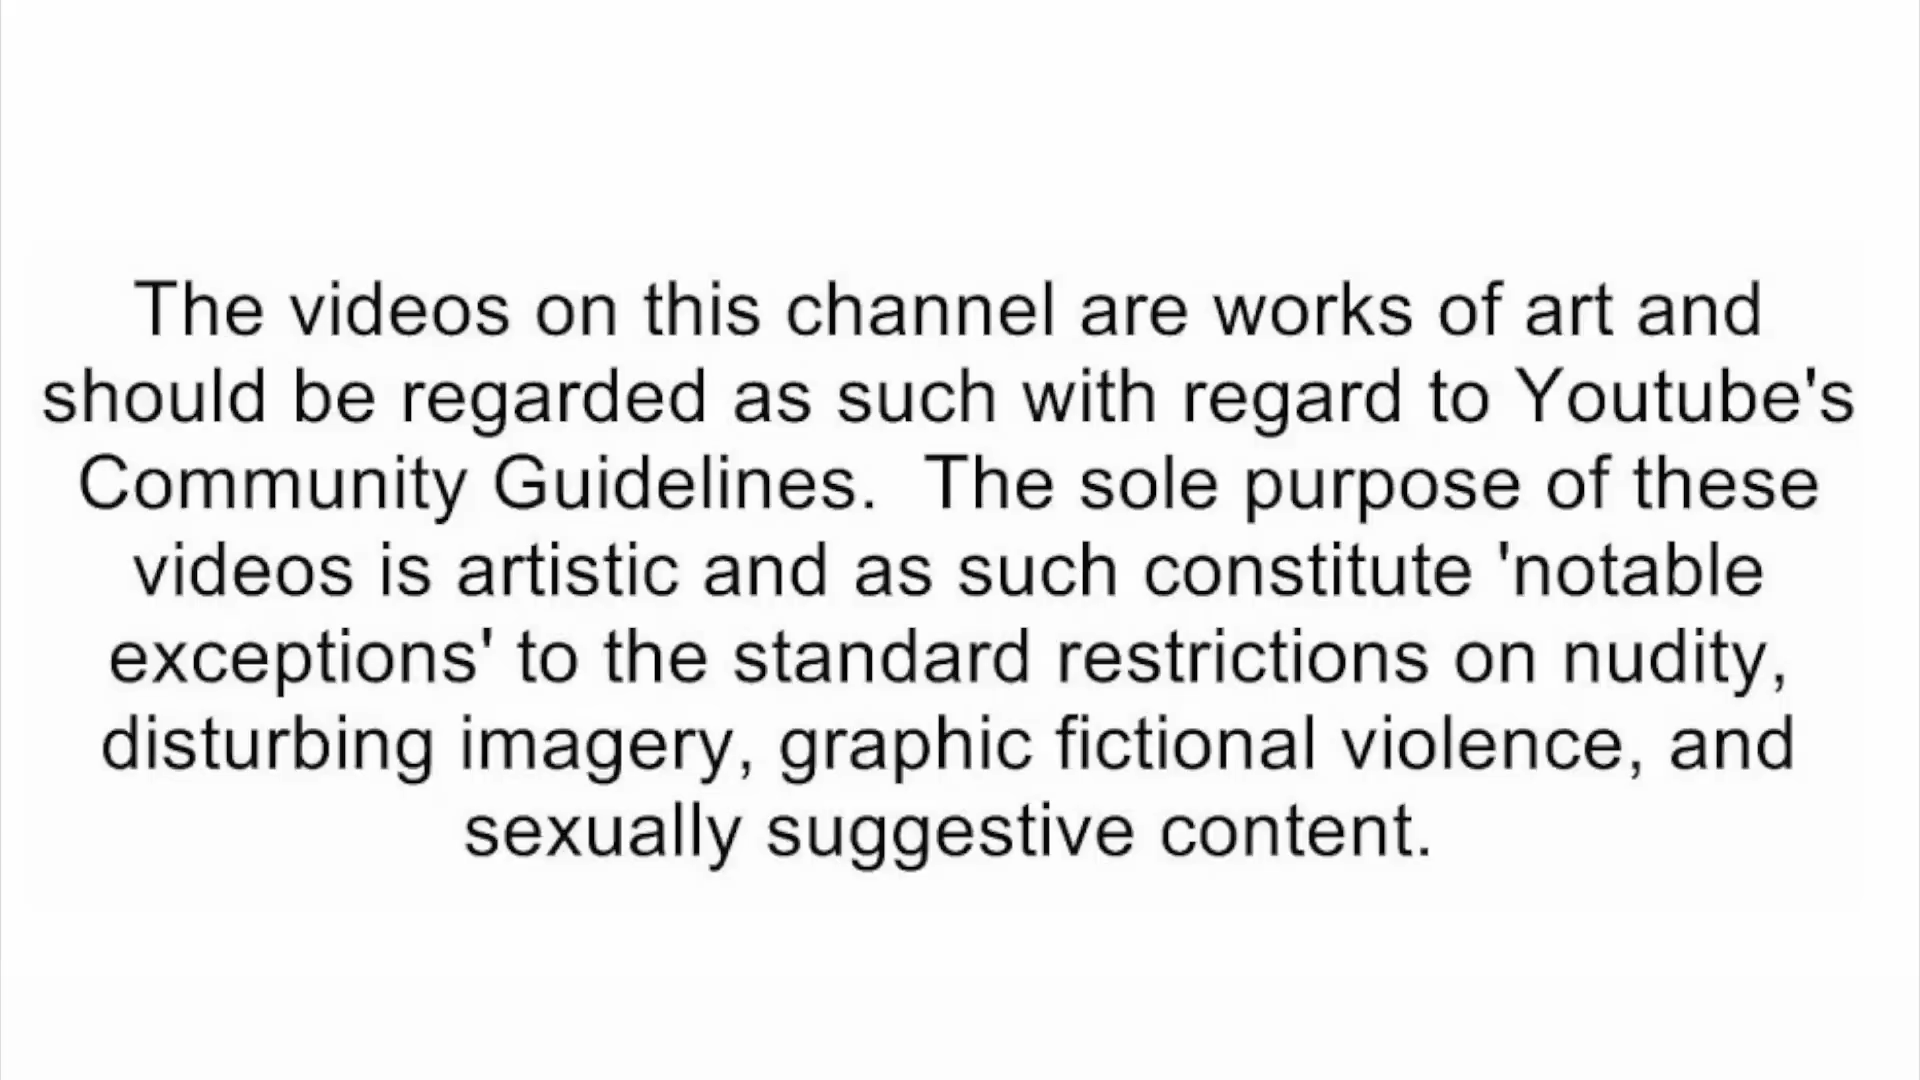 The videos on this channel are works of art and
should be regarded as such with regard to Youtube's
Community Guidelines.  The sole purpose of these
videos is artistic and as such constitute 'notable
exceptions' to the standard restrictions on nudity,
disturbing imagery, graphic fictional violence, and
sexually suggestive content.